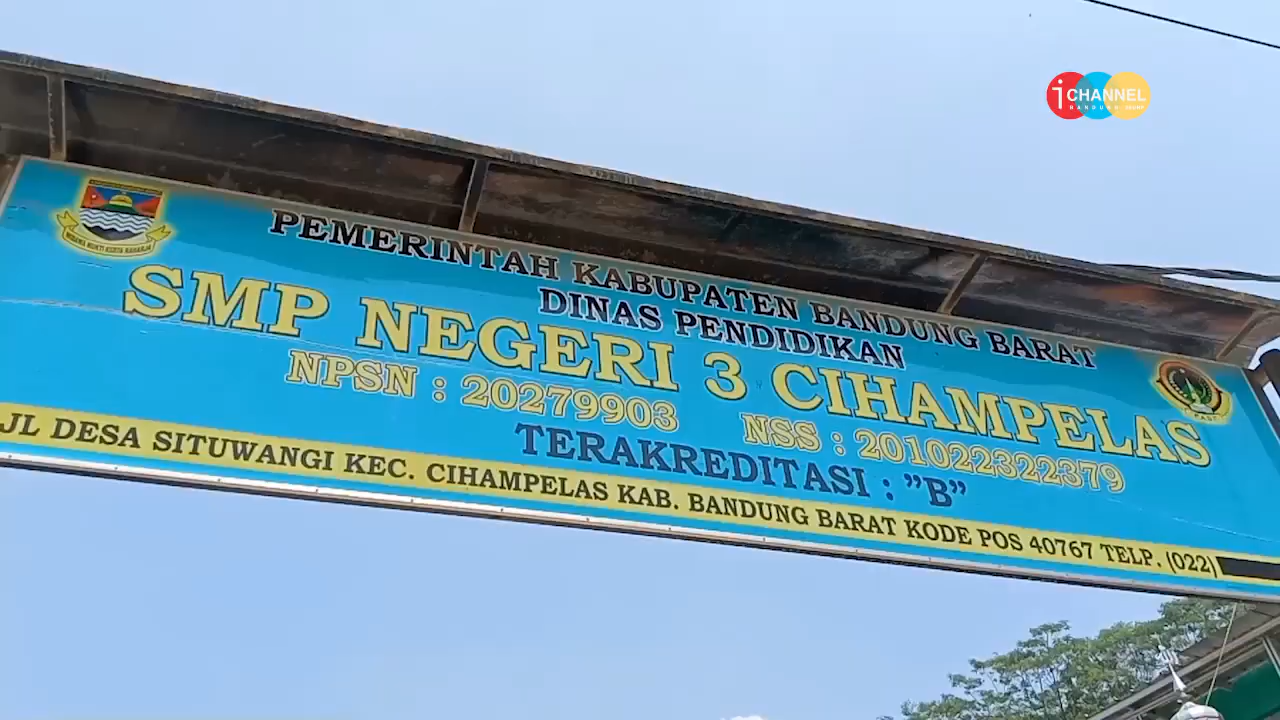 iCHANNEL
BANDUNG
PEMERINTAH KABUPATEN BANDUNG BARAT
DINAS PENDIDIKAN
SMP NEGERI 3 CIHAMPELAS
NPSN : 20279903 NSS : 201022322379
TERAKREDITASI : ”B”
JL DESA SITUWANGI KEC. CIHAMPELAS KAB. BANDUNG BARAT KODE POS 40767 TELP. (022)